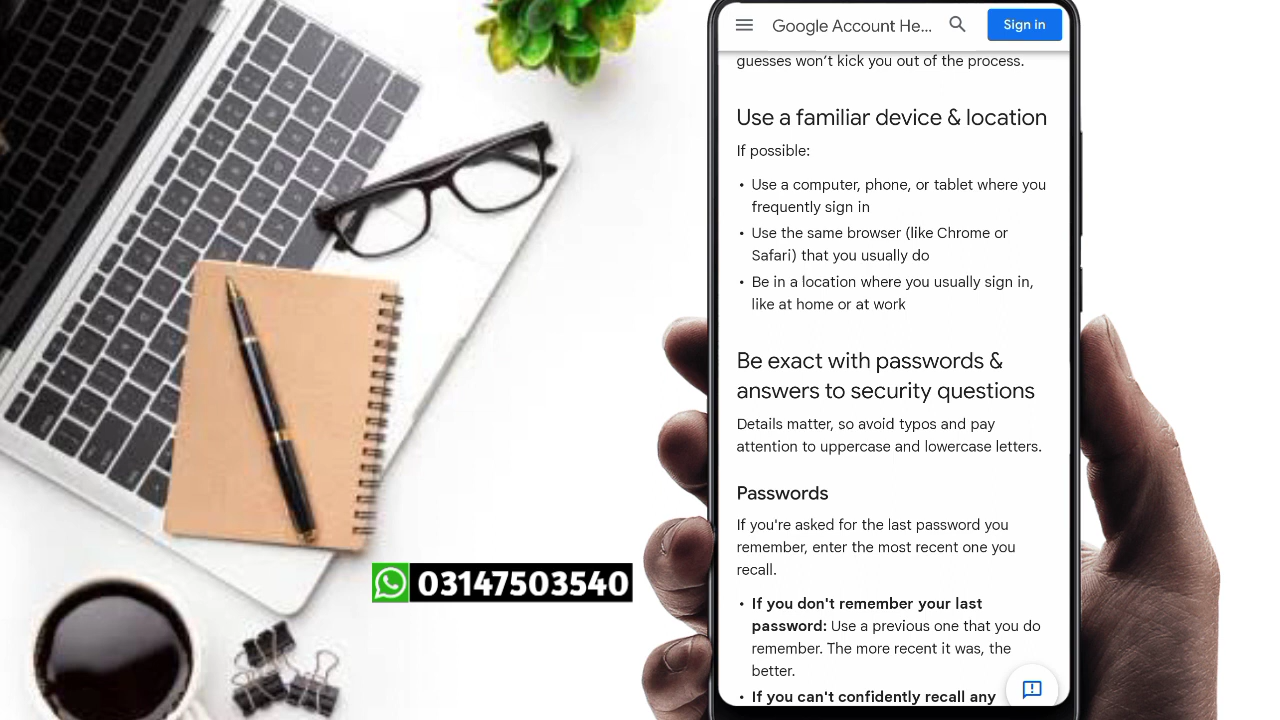 Google Account He...
Sign in
guesses won't kick you out of the process.
Use a familiar device & location
If possible:
• Use a computer, phone, or tablet where you
frequently sign in
• Use the same browser (like Chrome or
Safari) that you usually do
• Be in a location where you usually sign in,
like at home or at work
Be exact with passwords &
answers to security questions
Details matter, so avoid typos and pay
attention to uppercase and lowercase letters.
Passwords
If you're asked for the last password you
remember, enter the most recent one you
recall.
• If you don't remember your last
password: Use a previous one that you do
remember. The more recent it was, the
better.
• If you can't confidently recall any
03147503540